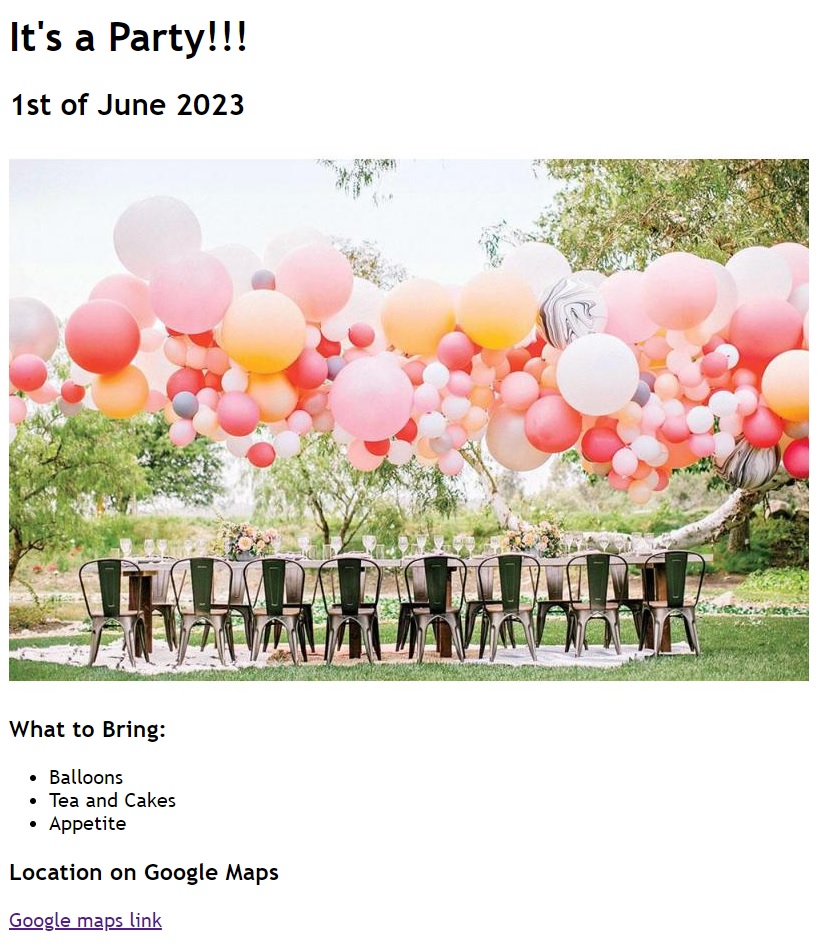 It's a Party!!!
1st of June 2023
What to Bring:
Balloons
Tea and Cakes
Appetite
Location on Google Maps
Google maps link